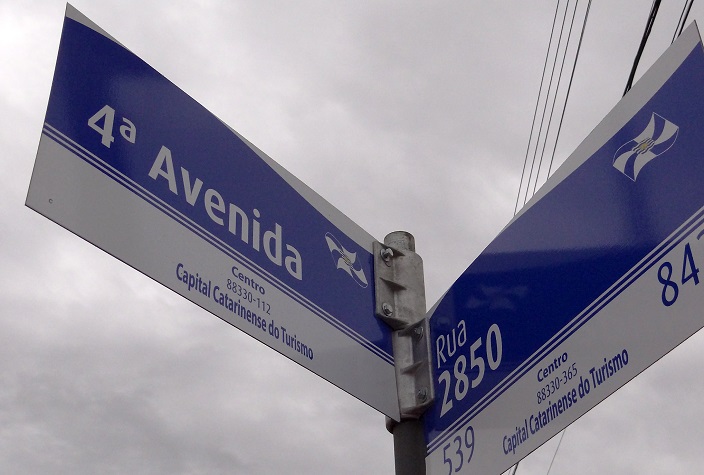 4ª Avenida
Centro
88330-112
Capital Catarinense do Turismo
Rua
2850
Centro
88330-365
Capital Catarinense do Turismo
539